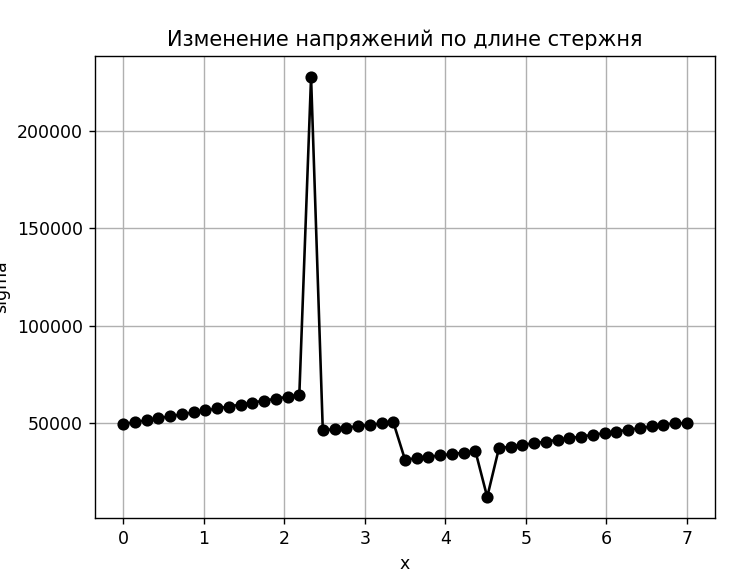 Изменение напряжений по длине стержня
200000
150000
100000
50000
sigma
0 1 2 3 4 5 6 7
x